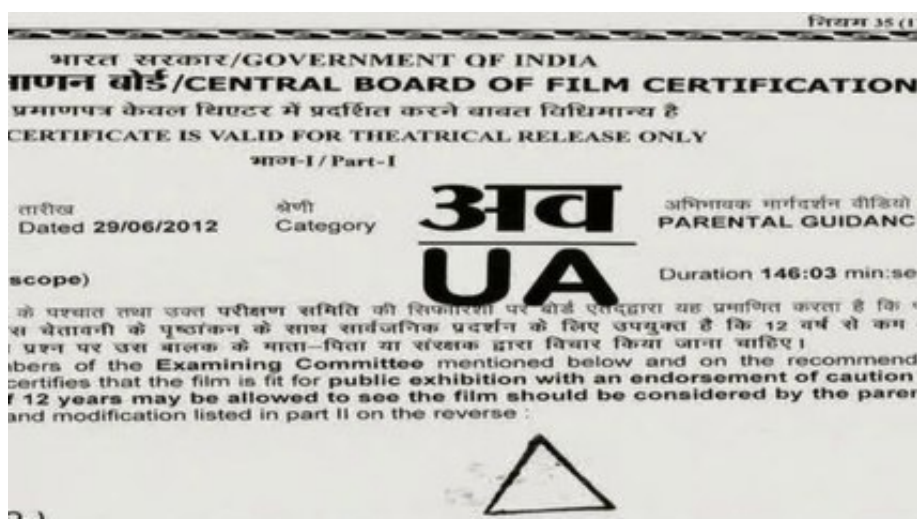 नियम 35 (1
भारत सरकार/GOVERNMENT OF INDIA
माणन बोर्ड/CENTRAL BOARD OF FILM CERTIFICATION
प्रमाणपत्र केवल थिएटर में प्रदर्शित करने बाबत विधिमान्य है
CERTIFICATE IS VALID FOR THEATRICAL RELEASE ONLY
भाग-I/Part-I
तारीख श्रेणी अव अभिभावक मार्गदर्शन वीडियो
Dated 29/06/2012 Category PARENTAL GUIDANC
scope) UA Duration 146:03 min:se
के पश्चात तथा उक्त परीक्षण समिति की सिफारिशों पर बोर्ड एतद्द्वारा यह प्रमाणित करता है कि
स चेतावनी के पृष्ठांकन के साथ सार्वजनिक प्रदर्शन के लिए उपयुक्त है कि 12 वर्ष से कम
प्रश्न पर उस बालक के माता-पिता या संरक्षक द्वारा विचार किया जाना चाहिए।
bers of the Examining Committee mentioned below and on the recommend
certifies that the film is fit for public exhibition with an endorsement of caution
f 12 years may be allowed to see the film should be considered by the paren
and modification listed in part II on the reverse :